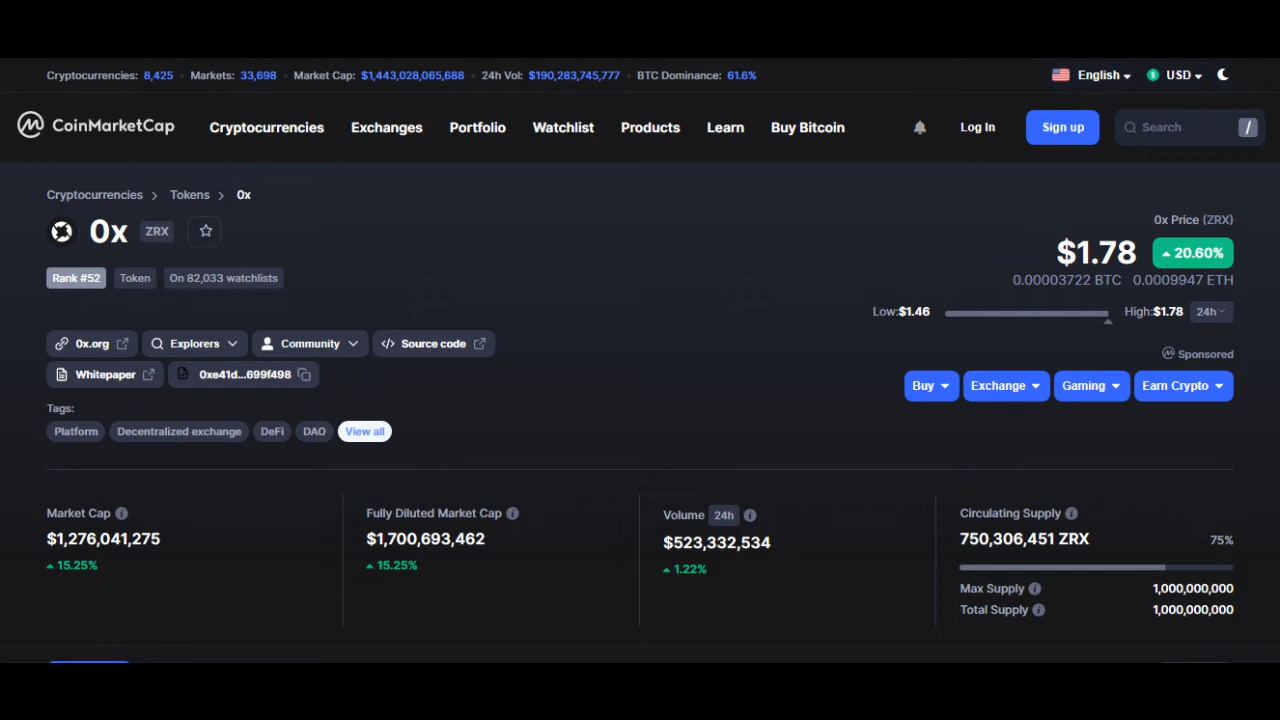 Cryptocurrencies: 8,425 • Markets: 33,698 • Market Cap: $1,443,028,065,688 • 24h Vol: $190,283,745,777 • BTC Dominance: 61.6% English USD
CoinMarketCap Cryptocurrencies Exchanges Portfolio Watchlist Products Learn Buy Bitcoin Log In Sign up Search /
Cryptocurrencies > Tokens > 0x
0x ZRX
0x Price (ZRX)
$1.78 20.60%
Rank #52 Token On 82,033 watchlists
0.00003722 BTC 0.0009947 ETH
Low:$1.46 High:$1.78 24h
0x.org Explorers Community Source code
Sponsored
Whitepaper 0xe41d...699f498
Buy Exchange Gaming Earn Crypto
Tags:
Platform Decentralized exchange DeFi DAO View all
Market Cap
$1,276,041,275
15.25%
Fully Diluted Market Cap
$1,700,693,462
15.25%
Volume 24h
$523,332,534
1.22%
Circulating Supply
750,306,451 ZRX 75%
Max Supply 1,000,000,000
Total Supply 1,000,000,000